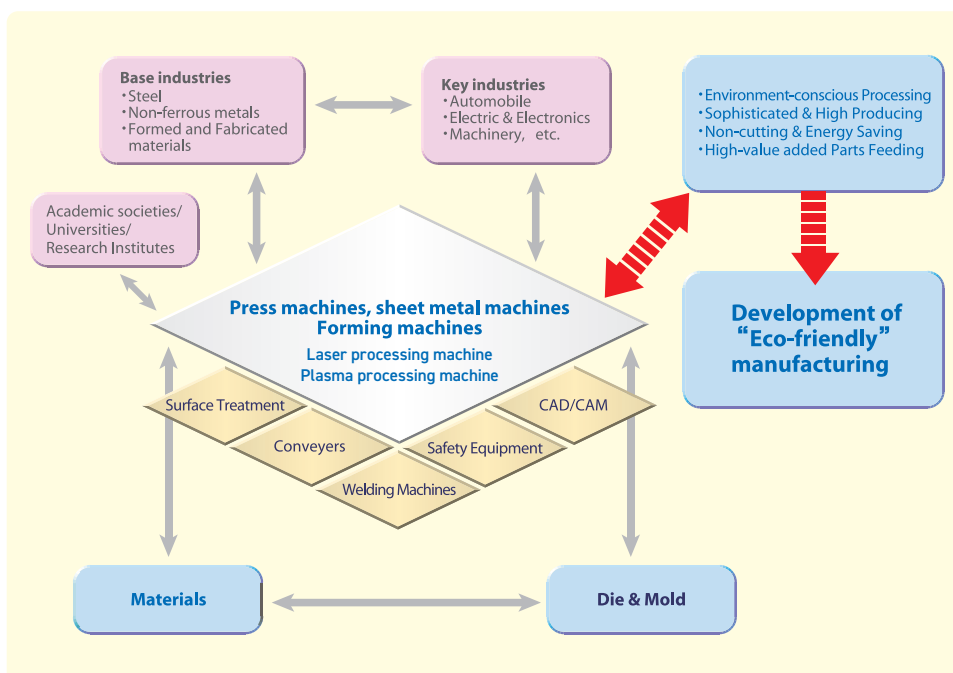 Base industries
・Steel
・Non-ferrous metals
・Formed and Fabricated
materials
Key industries
・Automobile
・Electric & Electronics
・Machinery, etc.
・Environment-conscious Processing
・Sophisticated & High Producing
・Non-cutting & Energy Saving
・High-value added Parts Feeding
Academic societies/
Universities/
Research Institutes
Press machines, sheet metal machines
Forming machines
Laser processing machine
Plasma processing machine
Development of
“Eco-friendly”
manufacturing
Surface Treatment
CAD/CAM
Conveyers
Safety Equipment
Welding Machines
Materials
Die & Mold